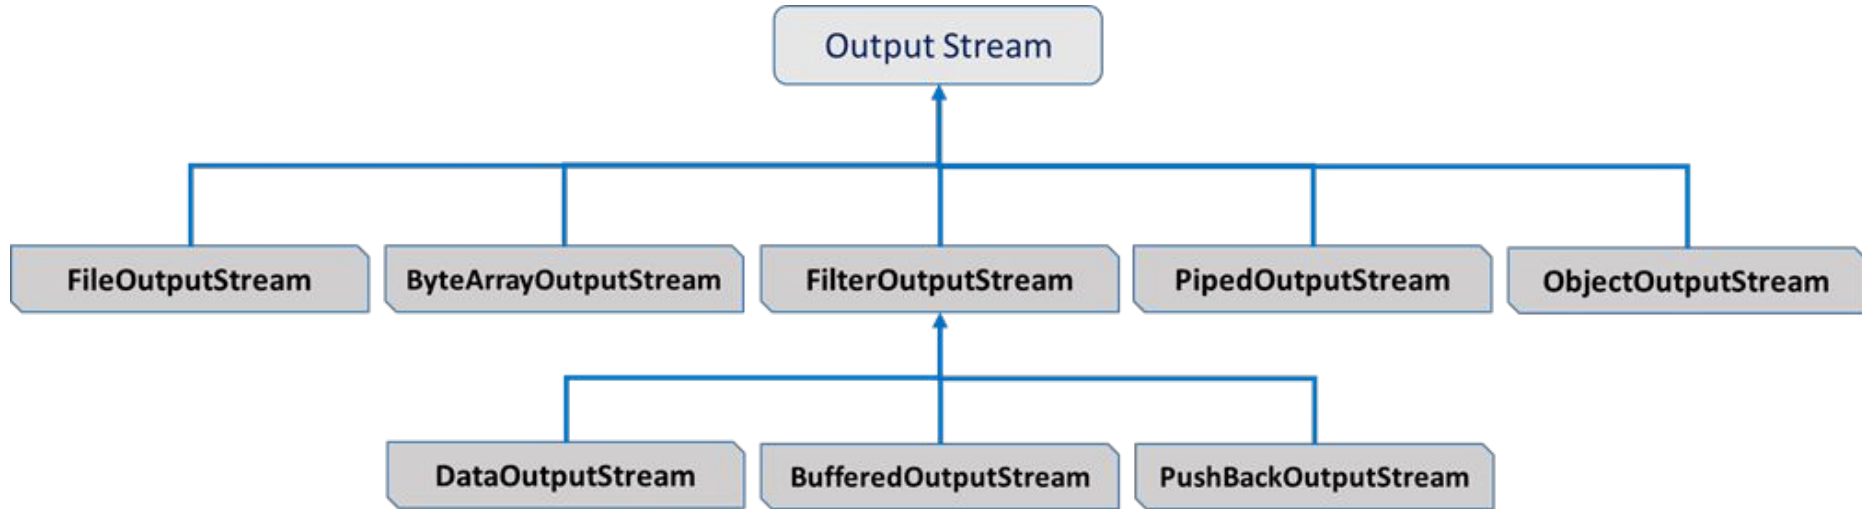 Output Stream
FileOutputStream
ByteArrayOutputStream
FilterOutputStream
PipedOutputStream
ObjectOutputStream
DataOutputStream
BufferedOutputStream
PushBackOutputStream